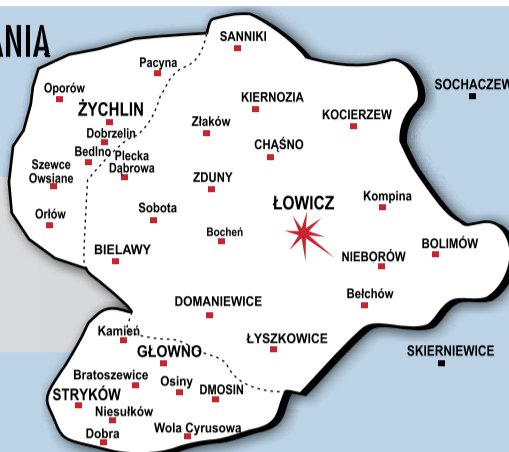 ANIA
SANNIKI
Pacyna
Oporów
SOCHACZEW
KIERNOZIA
ŻYCHLIN
KOCIERZEW
Złaków
Dobrzelin
CHĄŚNO
Bedlno
Plecka
Dąbrowa
Szewce
Owsiane
ZDUNY
Kompina
ŁOWICZ
Orłów
Sobota
Bocheń
BOLIMÓW
BIELAWY
NIEBORÓW
Bełchów
DOMANIEWICE
Kamień
ŁYSZKOWICE
GŁOWNO
SKIERNIEWICE
Bratoszewice
Osiny
DMOSIN
STRYKÓW
Niesułków
Dobra
Wola Cyrusowa